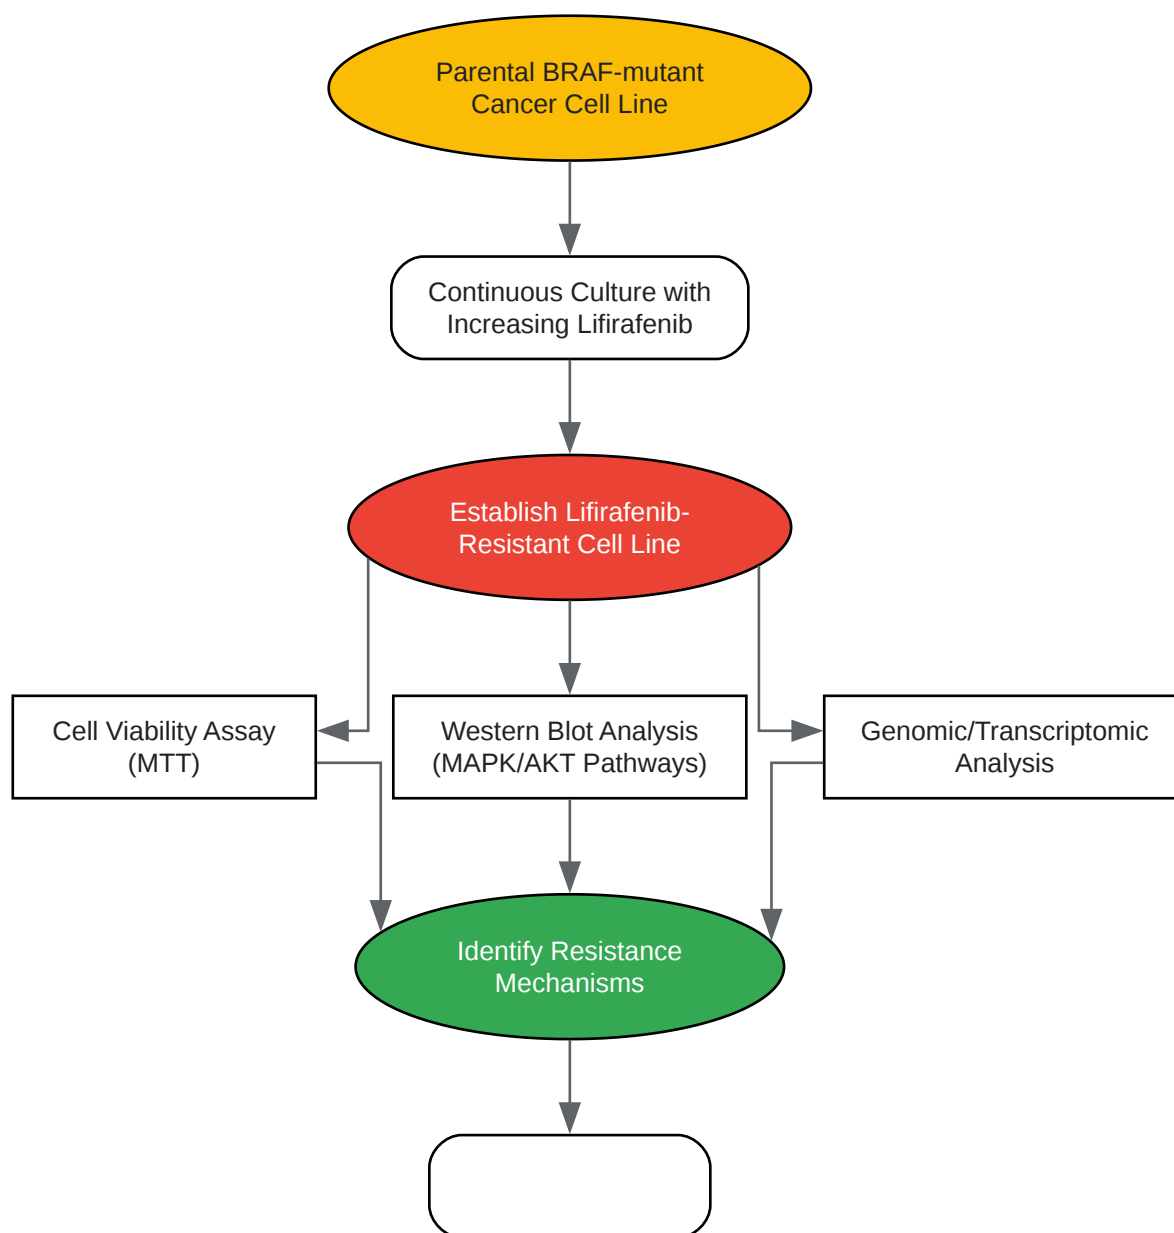 Parental BRAF-mutant
Cancer Cell Line
Continuous Culture with
Increasing Lifirafenib
Establish Lifirafenib-
Resistant Cell Line
Cell Viability Assay
(MTT)
Western Blot Analysis
(MAPK/AKT Pathways)
Genomic/Transcriptomic
Analysis
Identify Resistance
Mechanisms